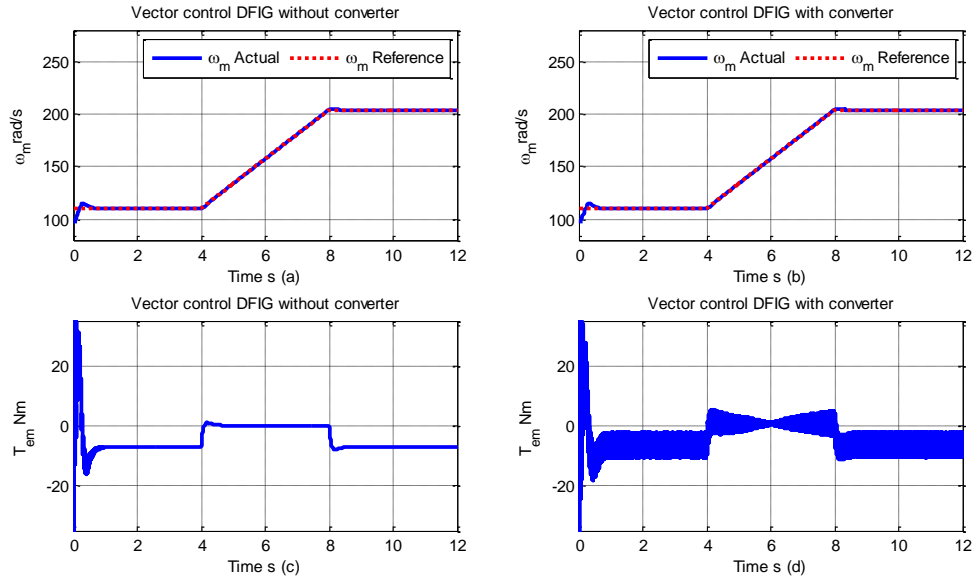 Vector control DFIG without converter
ω_m Actual ω_m Reference
250
200
150
100
ω_m rad/s
0 2 4 6 8 10 12
Time s (a)
Vector control DFIG with converter
ω_m Actual ω_m Reference
250
200
150
100
ω_m rad/s
0 2 4 6 8 10 12
Time s (b)
Vector control DFIG without converter
20
0
-20
T_em Nm
0 2 4 6 8 10 12
Time s (c)
Vector control DFIG with converter
20
0
-20
T_em Nm
0 2 4 6 8 10 12
Time s (d)